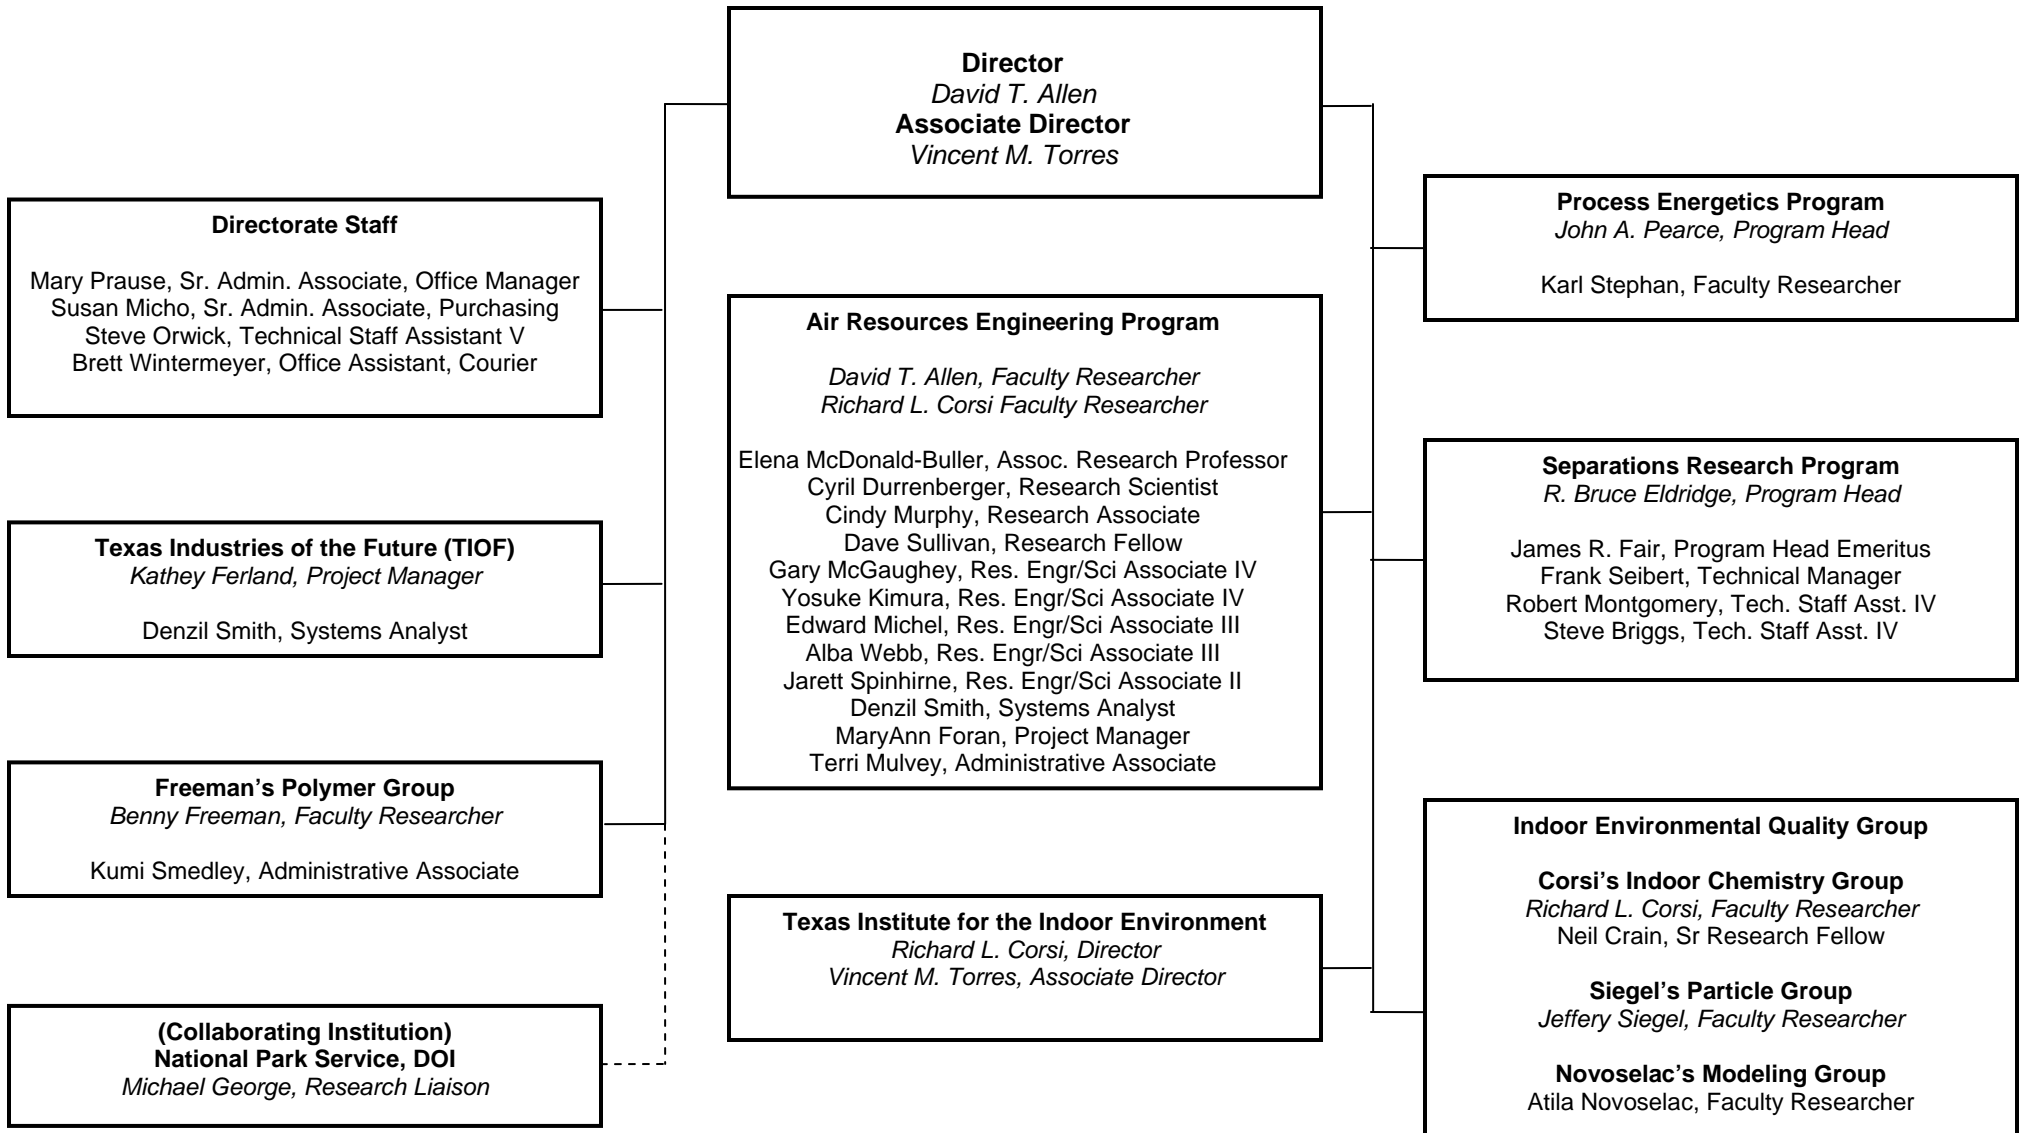 Director
David T. Allen
Associate Director
Vincent M. Torres
Directorate Staff
Mary Prause, Sr. Admin. Associate, Office Manager
Susan Micho, Sr. Admin. Associate, Purchasing
Steve Orwick, Technical Staff Assistant V
Brett Wintermeyer, Office Assistant, Courier
Texas Industries of the Future (TIOF)
Kathey Ferland, Project Manager
Denzil Smith, Systems Analyst
Freeman’s Polymer Group
Benny Freeman, Faculty Researcher
Kumi Smedley, Administrative Associate
(Collaborating Institution)
National Park Service, DOI
Michael George, Research Liaison
Air Resources Engineering Program
David T. Allen, Faculty Researcher
Richard L. Corsi Faculty Researcher
Elena McDonald-Buller, Assoc. Research Professor
Cyril Durrenberger, Research Scientist
Cindy Murphy, Research Associate
Dave Sullivan, Research Fellow
Gary McGaughey, Res. Engr/Sci Associate IV
Yosuke Kimura, Res. Engr/Sci Associate IV
Edward Michel, Res. Engr/Sci Associate III
Alba Webb, Res. Engr/Sci Associate III
Jarett Spinhirne, Res. Engr/Sci Associate II
Denzil Smith, Systems Analyst
MaryAnn Foran, Project Manager
Terri Mulvey, Administrative Associate
Texas Institute for the Indoor Environment
Richard L. Corsi, Director
Vincent M. Torres, Associate Director
Process Energetics Program
John A. Pearce, Program Head
Karl Stephan, Faculty Researcher
Separations Research Program
R. Bruce Eldridge, Program Head
James R. Fair, Program Head Emeritus
Frank Seibert, Technical Manager
Robert Montgomery, Tech. Staff Asst. IV
Steve Briggs, Tech. Staff Asst. IV
Indoor Environmental Quality Group
Corsi’s Indoor Chemistry Group
Richard L. Corsi, Faculty Researcher
Neil Crain, Sr Research Fellow
Siegel’s Particle Group
Jeffery Siegel, Faculty Researcher
Novoselac’s Modeling Group
Atila Novoselac, Faculty Researcher